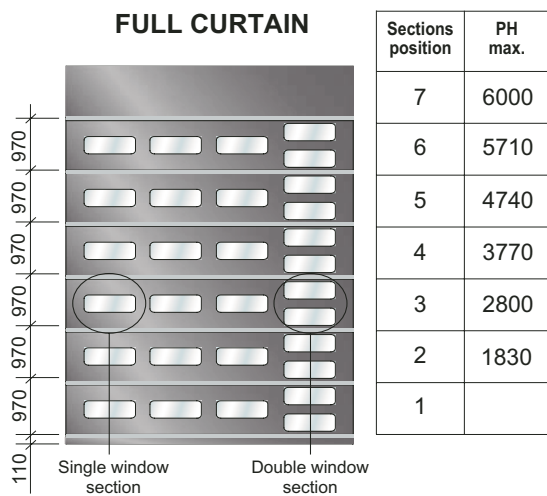 FULL CURTAIN
Sections position
PH max.
7 6000
6 5710
5 4740
4 3770
3 2800
2 1830
1
970
970
970
970
970
970
110
Single window
section
Double window
section